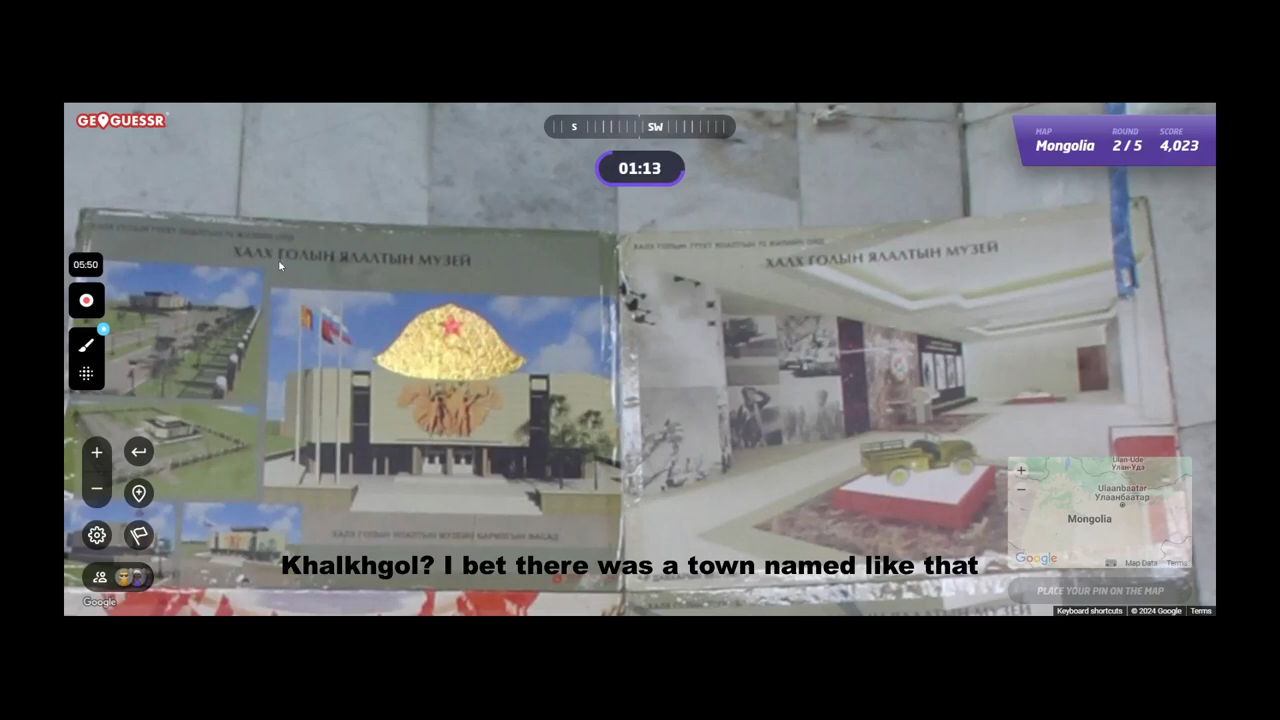 GEOGUESSR
S
SW
MAP
Mongolia
ROUND
2 / 5
SCORE
4,023
01:13
ХАЛХ ГОЛЫН ЯЛАЛТЫН МУЗЕЙ
ХАЛХ ГОЛЫН ЯЛАЛТЫН МУЗЕЙ
05:50
Ulan-Ude
Улан-Удэ
Ulaanbaatar
Улаанбаатар
Mongolia
Google
Map Data
Terms
Khalkhgol? I bet there was a town named like that
PLACE YOUR PIN ON THE MAP
Google
Keyboard shortcuts
© 2024 Google
Terms